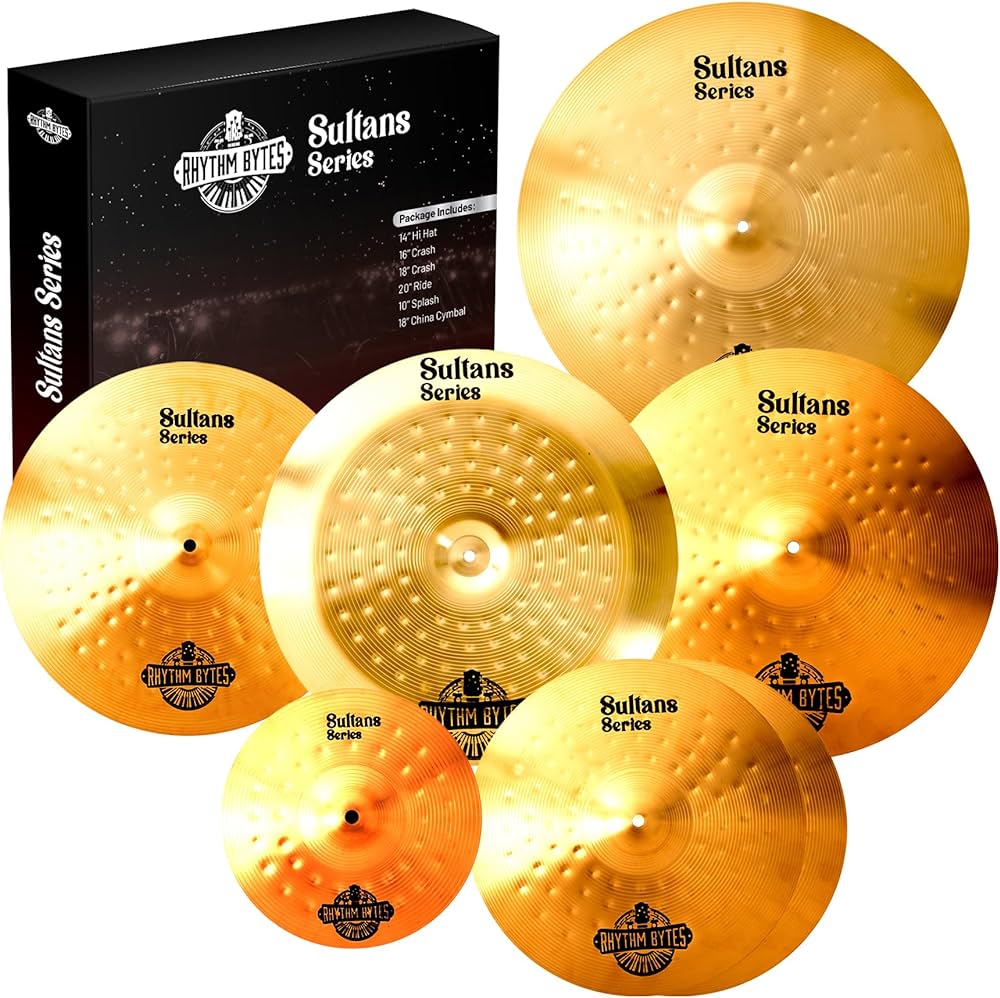 Sultans
Series
RHYTHM BYTES
Sultans
Series
RHYTHM BYTES
Package Includes:
14" Hi Hat
16" Crash
18" Crash
20" Ride
10" Splash
18" China Cymbal
Sultans Series
Sultans
Series
RHYTHM BYTES
Sultans
Series
RHYTHM BYTES
Sultans
Series
RHYTHM BYTES
Sultans
Series
RHYTHM BYTES
Sultans
Series
RHYTHM BYTES